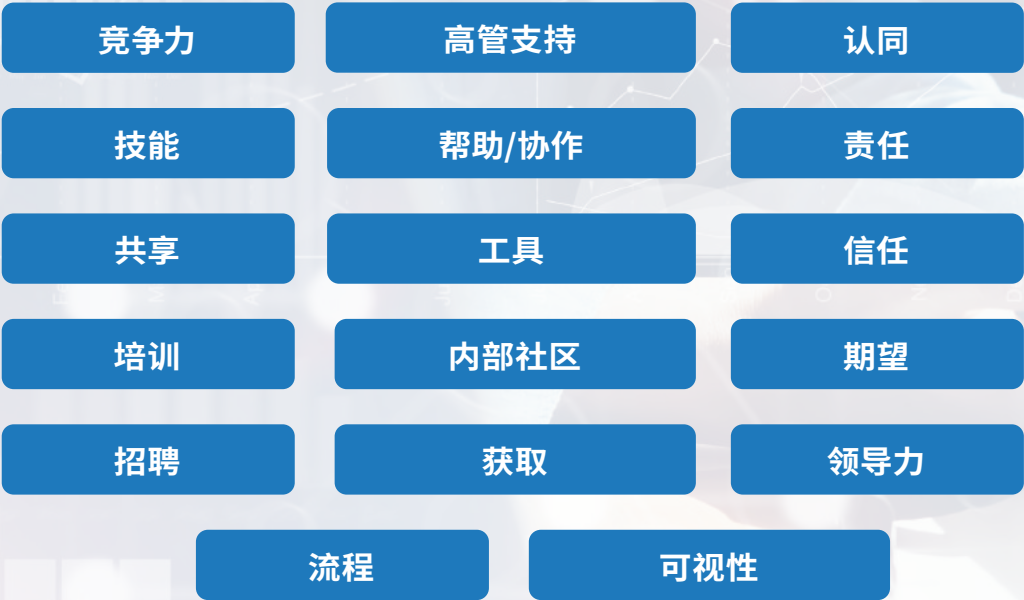 竞争力
高管支持
认同
技能
帮助/协作
责任
共享
工具
信任
培训
内部社区
期望
招聘
获取
领导力
流程
可视性